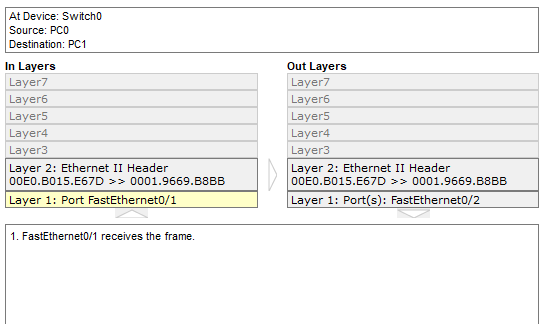 At Device: Switch0
Source: PC0
Destination: PC1
In Layers
Layer7
Layer6
Layer5
Layer4
Layer3
Layer 2: Ethernet II Header
00E0.B015.E67D >> 0001.9669.B8BB
Layer 1: Port FastEthernet0/1
Out Layers
Layer7
Layer6
Layer5
Layer4
Layer3
Layer 2: Ethernet II Header
00E0.B015.E67D >> 0001.9669.B8BB
Layer 1: Port(s): FastEthernet0/2
1. FastEthernet0/1 receives the frame.